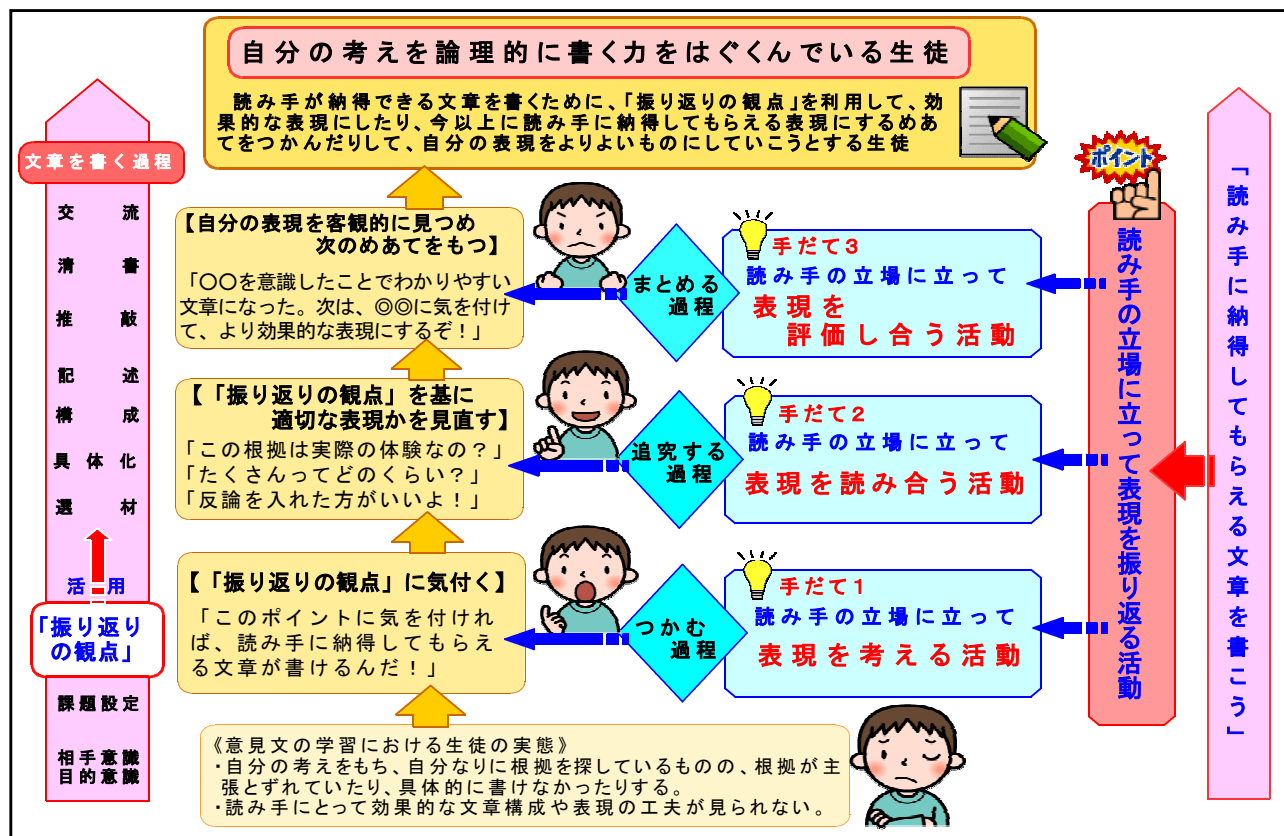 自分の考えを論理的に書く力をはぐくんでいる生徒
読み手が納得できる文章を書くために、「振り返りの観点」を利用して、効
果的な表現にしたり、今以上に読み手に納得してもらえる表現にするめあ
てをつかんだりして、自分の表現をよりよいものにしていこうとする生徒
文章を書く過程
交流
清書
推敲
記述
構成
具体化
選材
活用
「振り返り
の観点」
課題設定
相手意識
目的意識
【自分の表現を客観的に見つめ
次のめあてをもつ】
「〇〇を意識したことでわかりやすい
文章になった。次は、◎◎に気を付け
て、より効果的な表現にするぞ！」
まとめる
過程
手だて３
読み手の立場に立って
表現を
評価し合う活動
【「振り返りの観点」を基に
適切な表現かを見直す】
「この根拠は実際の体験なの？」
「たくさんってどのくらい？」
「反論を入れた方がいいよ！」
追究する
過程
手だて２
読み手の立場に立って
表現を読み合う活動
【「振り返りの観点」に気付く】
「このポイントに気を付けれ
ば、読み手に納得してもらえ
る文章が書けるんだ！」
つかむ
過程
手だて１
読み手の立場に立って
表現を考える活動
《意見文の学習における生徒の実態》
・自分の考えをもち、自分なりに根拠を探しているものの、根拠が主
張とずれていたり、具体的に書けなかったりする。
・読み手にとって効果的な文章構成や表現の工夫が見られない。
ポイント
読み手の立場に立って表現を振り返る活動
「読み手に納得してもらえる文章を書こう」